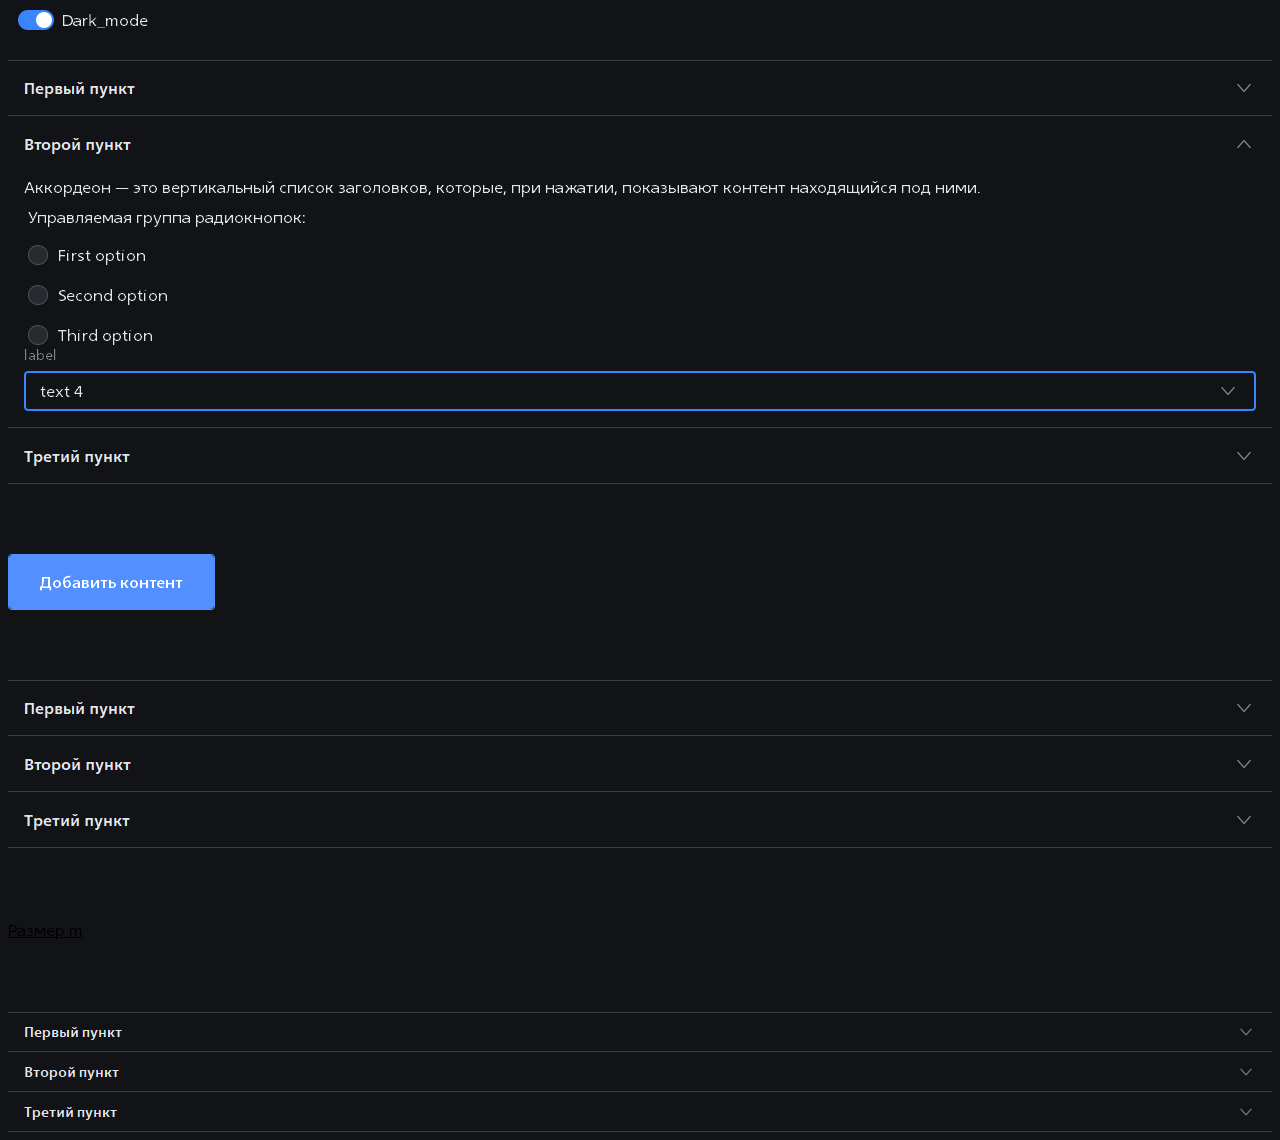 Dark_mode
Первый пункт
Второй пункт
Аккордеон — это вертикальный список заголовков, которые, при нажатии, показывают контент находящийся под ними.
Управляемая группа радиокнопок:
First option
Second option
Third option
label
text 4
Третий пункт
Добавить контент
Первый пункт
Второй пункт
Третий пункт
Размер m
Первый пункт
Второй пункт
Третий пункт